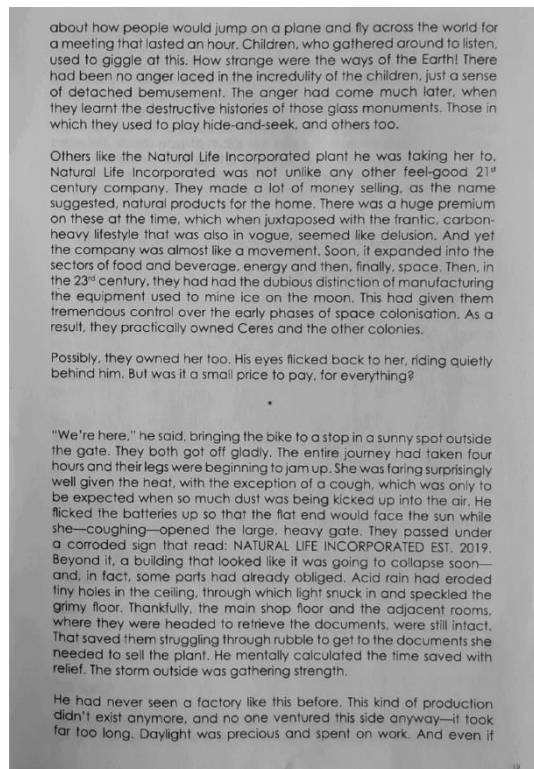 about how people would jump on a plane and fly across the world for
a meeting that lasted an hour. Children, who gathered around to listen,
used to giggle at this. How strange were the ways of the Earth! There
had been no anger laced in the incredulity of the children, just a sense
of detached bemusement. The anger had come much later, when
they learnt the destructive histories of those glass monuments. Those in
which they used to play hide-and-seek, and others too.
Others like the Natural Life Incorporated plant he was taking her to.
Natural Life Incorporated was not unlike any other feel-good 21st
century company. They made a lot of money selling, as the name
suggested, natural products for the home. There was a huge premium
on these at the time, which when juxtaposed with the frantic, carbon-
heavy lifestyle that was also in vogue, seemed like delusion. And yet
the company was almost like a movement. Soon, it expanded into the
sectors of food and beverage, energy and then, finally, space. Then, in
the 23rd century, they had had the dubious distinction of manufacturing
the equipment used to mine ice on the moon. This had given them
tremendous control over the early phases of space colonisation. As a
result, they practically owned Ceres and the other colonies.
Possibly, they owned her too. His eyes flicked back to her, riding quietly
behind him. But was it a small price to pay, for everything?
*
"We're here," he said, bringing the bike to a stop in a sunny spot outside
the gate. They both got off gladly. The entire journey had taken four
hours and their legs were beginning to jam up. She was faring surprisingly
well given the heat, with the exception of a cough, which was only to
be expected when so much dust was being kicked up into the air. He
flicked the batteries up so that the flat end would face the sun while
she—coughing—opened the large, heavy gate. They passed under
a corroded sign that read: NATURAL LIFE INCORPORATED EST. 2019.
Beyond it, a building that looked like it was going to collapse soon—
and, in fact, some parts had already obliged. Acid rain had eroded
tiny holes in the ceiling, through which light snuck in and speckled the
grimy floor. Thankfully, the main shop floor and the adjacent rooms,
where they were headed to retrieve the documents, were still intact.
That saved them struggling through rubble to get to the documents she
needed to sell the plant. He mentally calculated the time saved with
relief. The storm outside was gathering strength.
He had never seen a factory like this before. This kind of production
didn't exist anymore, and no one ventured this side anyway—it took
far too long. Daylight was precious and spent on work. And even if